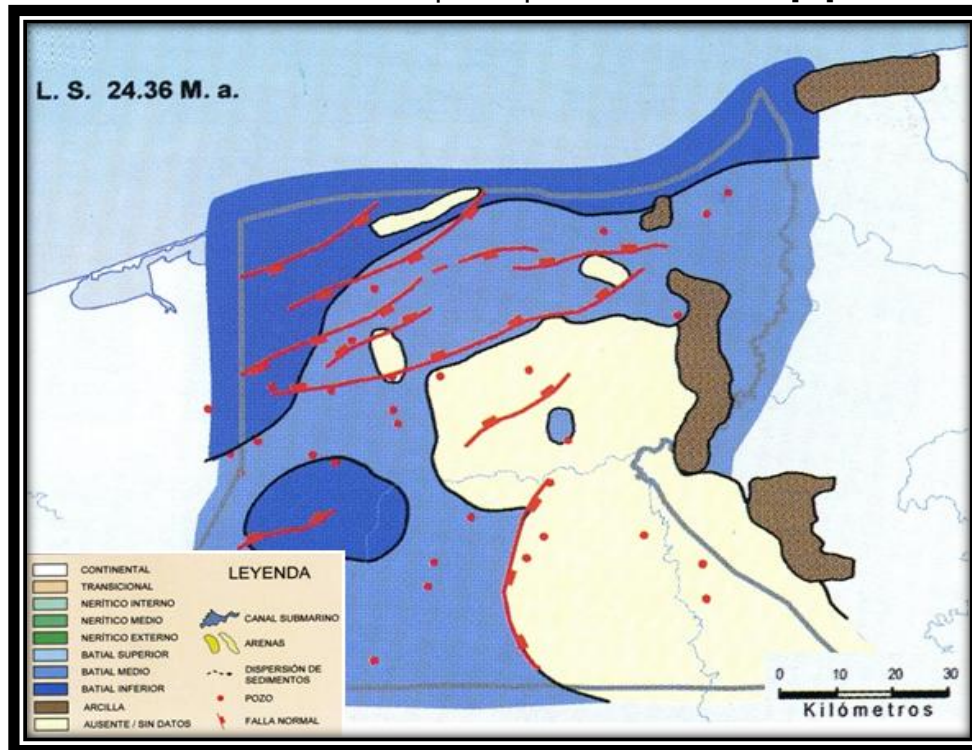 L. S. 24.36 M. a.
LEYENDA
CONTINENTAL
TRANSICIONAL
NERÍTICO INTERNO
NERÍTICO MEDIO
NERÍTICO EXTERNO
BATIAL SUPERIOR
BATIAL MEDIO
BATIAL INFERIOR
ARCILLA
AUSENTE / SIN DATOS
CANAL SUBMARINO
ARENAS
DISPERSIÓN DE
SEDIMENTOS
POZO
FALLA NORMAL
0 10 20 30
Kilómetros